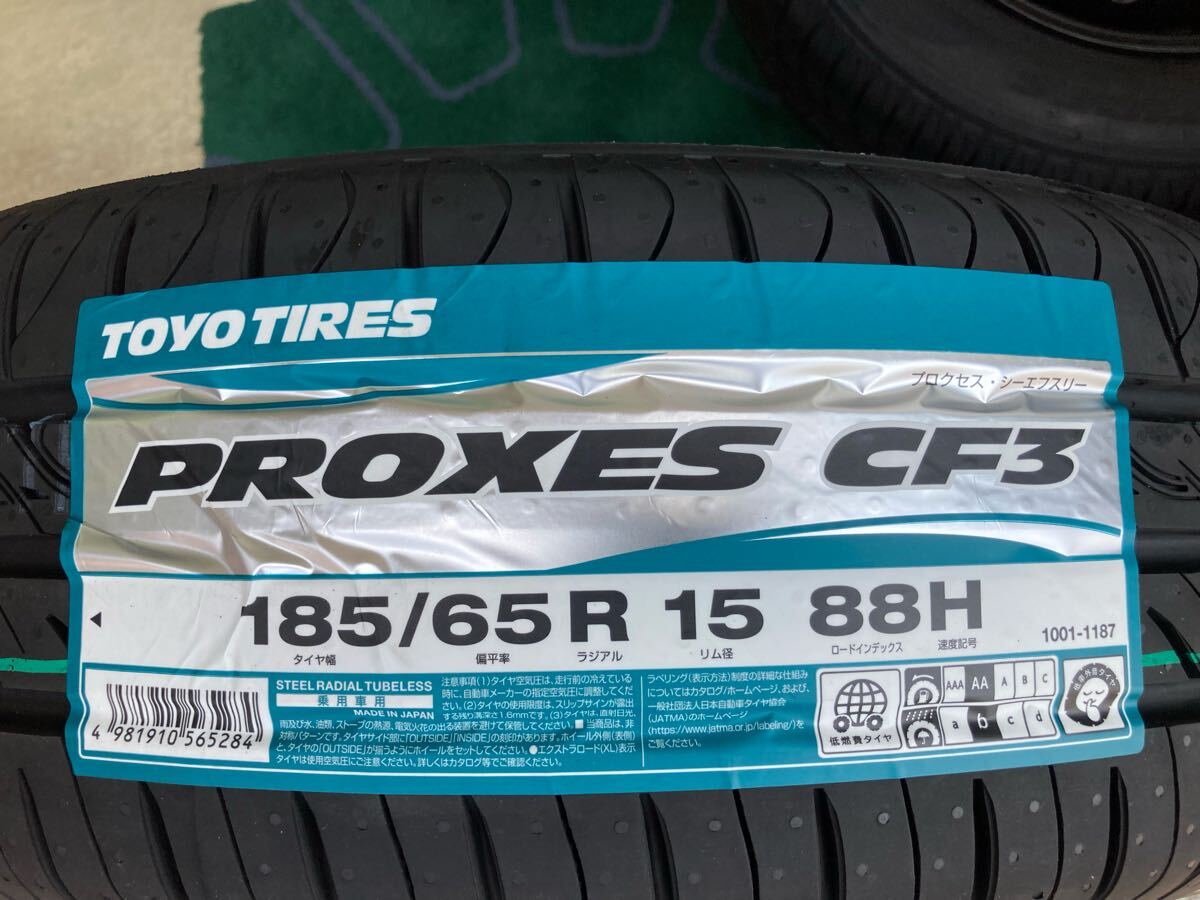 TOYO TIRES
プロクセス・シーエフスリー
PROXES CF3
185/65 R 15 88H
タイヤ幅 偏平率 ラジアル リム径 ロードインデックス 速度記号
1001-1187
STEEL RADIAL TUBELESS
乗用車用
MADE IN JAPAN
4 981910 565284
注意事項(1)タイヤ空気圧は、走行前の冷えている
時に、自動車メーカーの指定空気圧に調整してくだ
さい。(2)タイヤの使用限度は、スリップサインが露出
する残り溝深さ1.6mmです。(3)タイヤは直射日光、
雨及び水、油類、ストーブの熱源、電気火花の出る装置を避けて保管してください。■当商品は、非
対称パターンです。タイヤサイド部に「OUTSIDE」「INSIDE」の刻印があります。ホイール外側(表側)
と、タイヤの「OUTSIDE」が揃うようにホイールをセットしてください。●エクストラロード(XL)表示
タイヤは使用空気圧にご注意ください。詳しくはカタログ等でご確認ください。
ラベリング(表示方法)制度の詳細な仕組み
についてはカタログ/ホームページ、および、
一般社団法人日本自動車タイヤ協会
(JATMA)のホームページ
(https://www.jatma.or.jp/labeling/)を
ご覧ください。
低燃費タイヤ
AAA AA A B C
a b c d
低車外音タイヤ